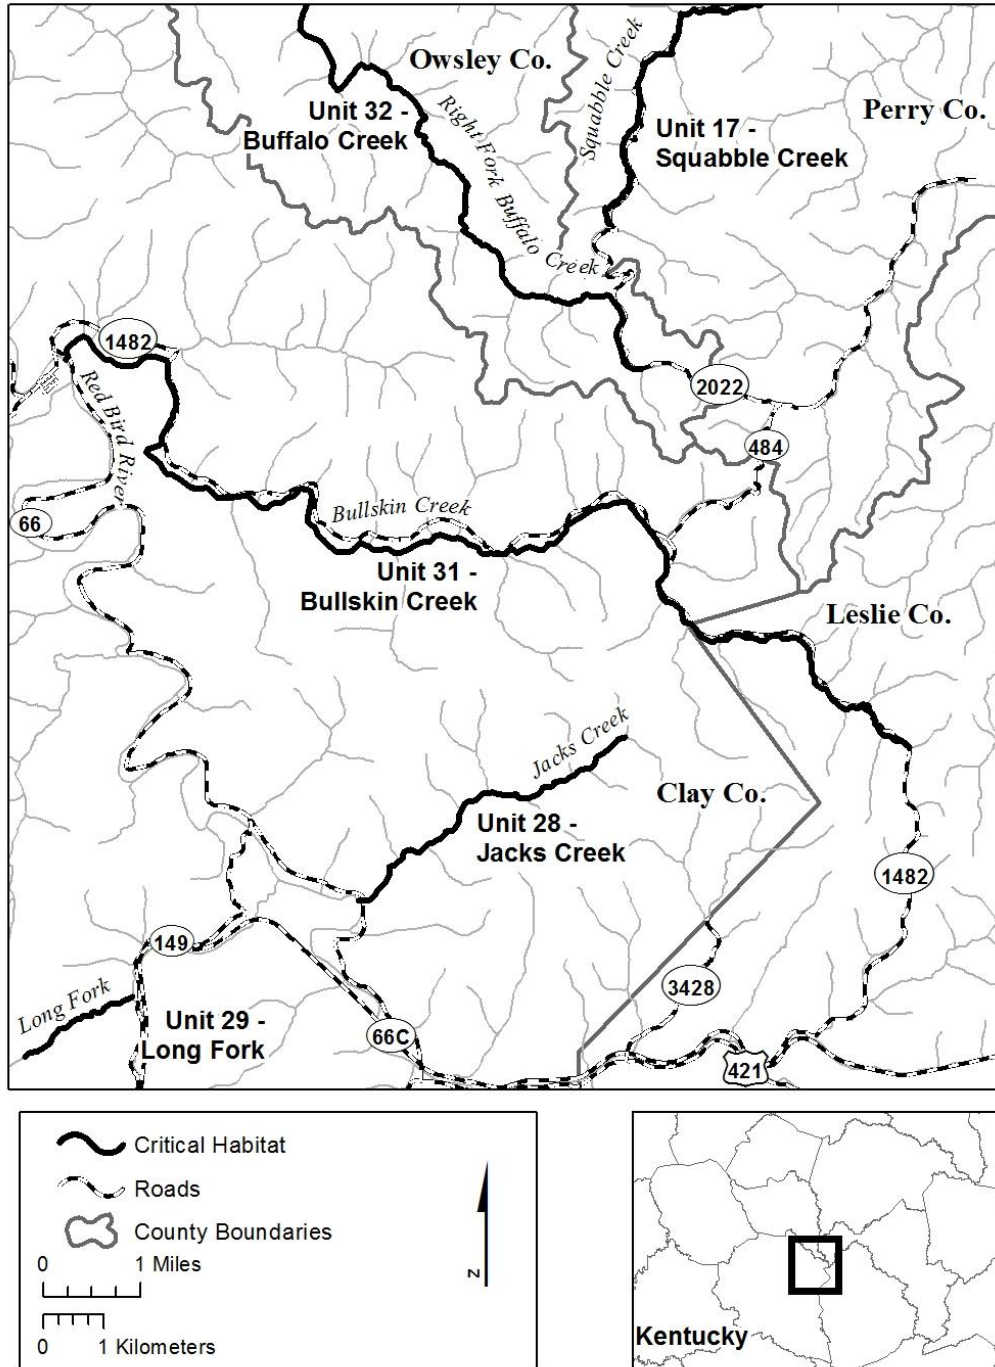 Owsley Co.
Squabble Creek
Perry Co.
Unit 32 -
Buffalo Creek
Right Fork Buffalo Creek
Unit 17 -
Squabble Creek
1482
Red Bird River
2022
484
66
Bullskin Creek
Unit 31 -
Bullskin Creek
Leslie Co.
Jacks Creek
Clay Co.
Unit 28 -
Jacks Creek
1482
149
3428
Long Fork
Unit 29 -
Long Fork
66C
421
Critical Habitat
Roads
County Boundaries
0 1 Miles
0 1 Kilometers
N
Kentucky